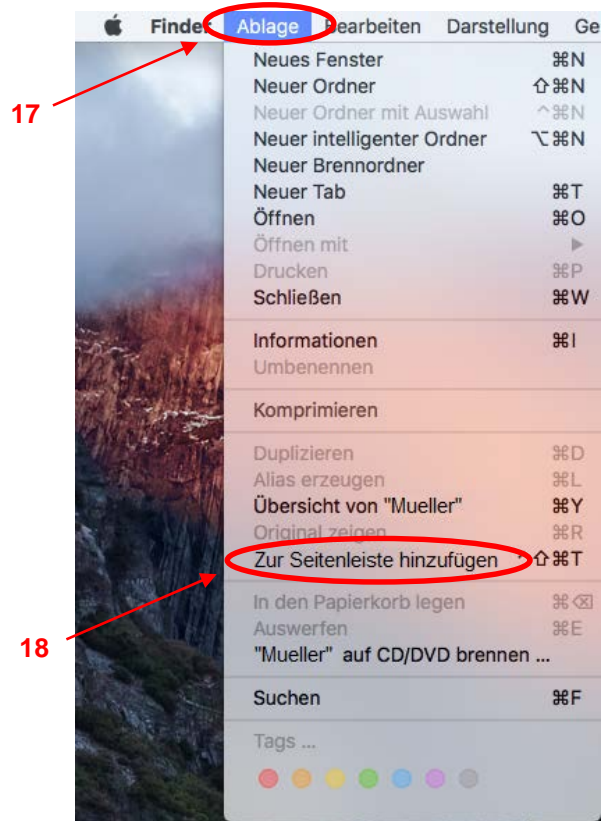 Finder Ablage Bearbeiten Darstellung Ge
17
Neues Fenster ⌘N
Neuer Ordner ⇧⌘N
Neuer Ordner mit Auswahl ^⌘N
Neuer intelligenter Ordner ⌥⌘N
Neuer Brennordner
Neuer Tab ⌘T
Öffnen ⌘O
Öffnen mit ▶
Drucken ⌘P
Schließen ⌘W
Informationen ⌘I
Umbenennen
Komprimieren
Duplizieren ⌘D
Alias erzeugen ⌘L
Übersicht von "Mueller" ⌘Y
Original zeigen ⌘R
Zur Seitenleiste hinzufügen ^⇧⌘T
In den Papierkorb legen ⌘⌫
18
Auswerfen ⌘E
"Mueller" auf CD/DVD brennen ...
Suchen ⌘F
Tags ...